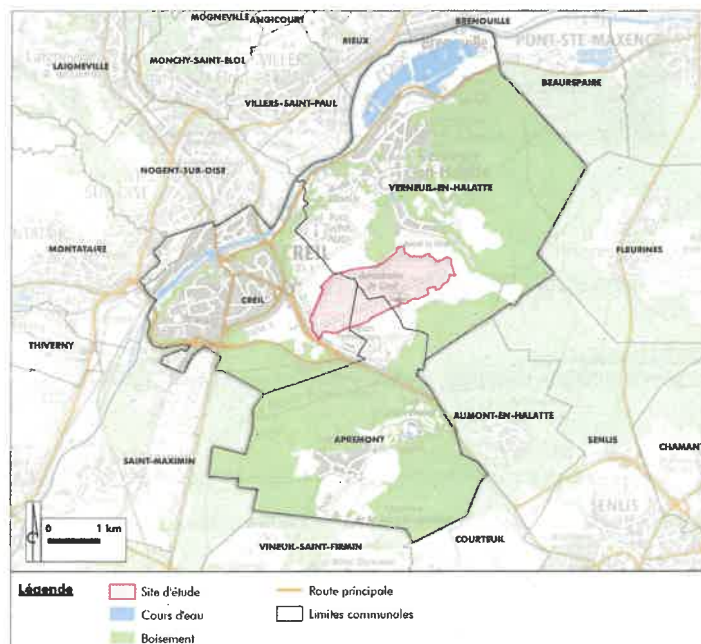 MOGNEVILLE
ANGICOURT
BRENOUILLE
RIEUX
PONT-STE MAXENCE
LAIGNEVILLE
MONCHY-SAINT-ELOI
BEAUREPAIRE
VILLERS-SAINT-PAUL
NOGENT-SUR-OISE
VERNEUIL-EN-HALATTE
MONTATAIRE
FLEURINES
CREIL
THIVERNY
AUMONT-EN-HALATTE
APREMONT
SENLIS
CHAMANT
SAINT-MAXIMIN
SENLIS
0 1 km
VINEUIL-SAINT-FIRMIN
COURTEUIL
Légende
Site d'étude
Route principale
Cours d'eau
Limites communales
Boisement